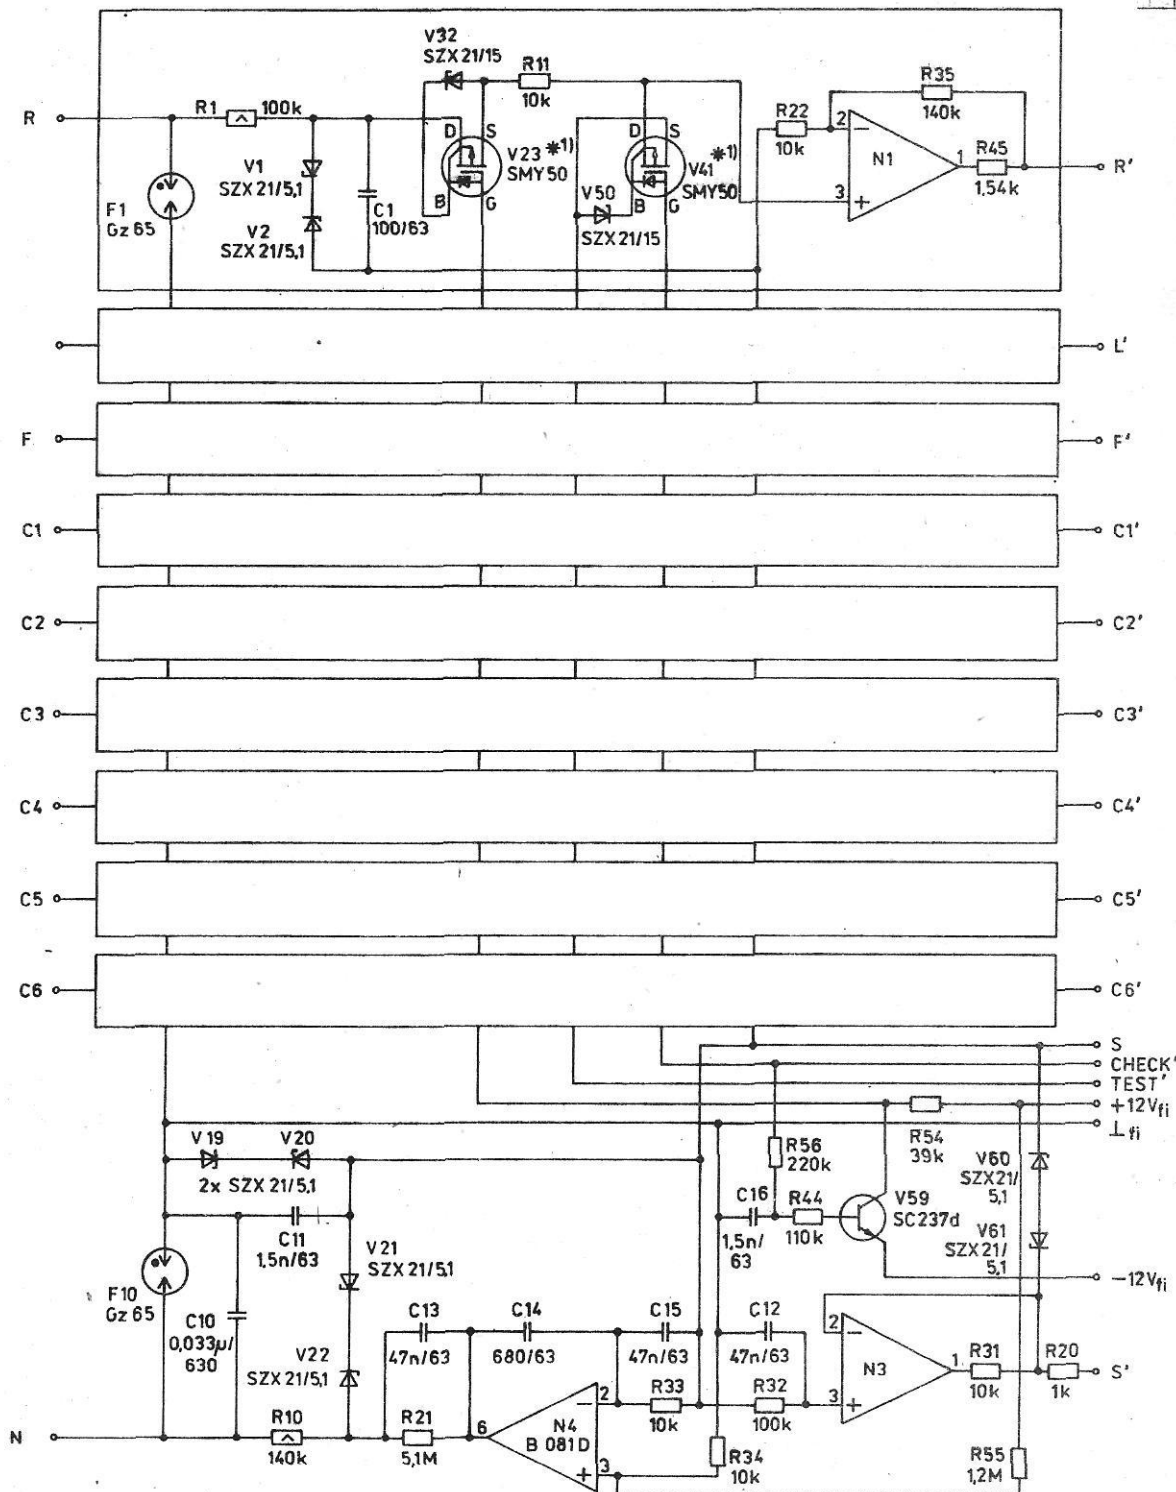 V32
SZX 21/15
R11
10k
R35
140k
R
R1
100k
R22
10k
D S
V23 *1)
SMY50
D S
V41 *1)
SMY50
2
-
N1
1
R45
1,54k
R'
3
+
V1
SZX 21/5,1
V2
SZX 21/5,1
C1
100/63
F1
Gz 65
B G
V50
SZX 21/15
B G
L'
F
F'
C1
C1'
C2
C2'
C3
C3'
C4
C4'
C5
C5'
C6
C6'
S
CHECK'
TEST'
+12Vfi
⊥fi
V19
V20
2x SZX 21/5,1
R56
220k
R54
39k
V60
SZX21/
5,1
C11
1,5n/63
C16
1,5n/
63
R44
110k
V59
SC237d
V61
SZX21/
5,1
-12Vfi
F10
Gz 65
C10
0,033µ/
630
V21
SZX 21/5,1
V22
SZX 21/5,1
C13
47n/63
C14
680/63
C15
47n/63
C12
47n/63
2
-
N3
1
R31
10k
R20
1k
S'
3
+
R33
10k
R32
100k
N
R10
140k
R21
5,1M
6
N4
B 081D
2
-
3
+
R34
10k
R55
1,2M